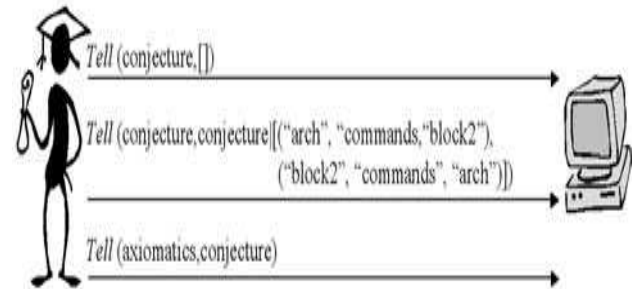 Tell (conjecture,[])
Tell (conjecture,conjecture|[(“arch”, “commands,“block2”),
(“block2”, “commands”, “arch”)])
Tell (axiomatics,conjecture)